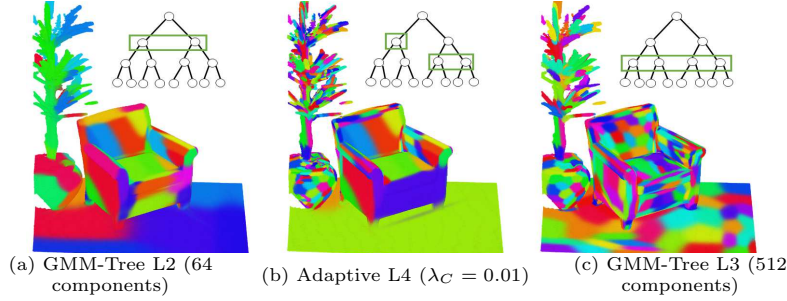 (a) GMM-Tree L2 (64
components)
(b) Adaptive L4 (λ_C = 0.01)
(c) GMM-Tree L3 (512
components)